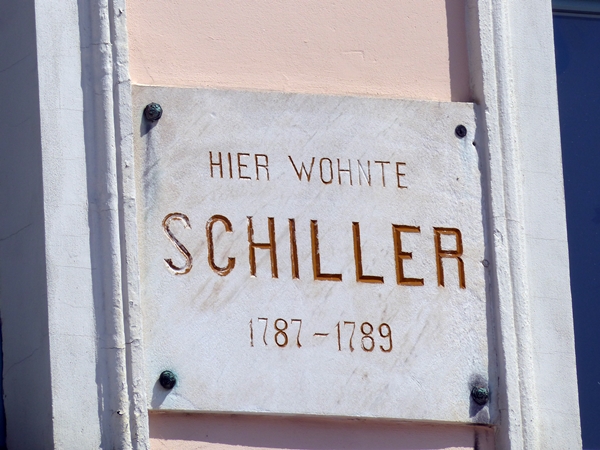 HIER WOHNTE
SCHILLER
1787 - 1789